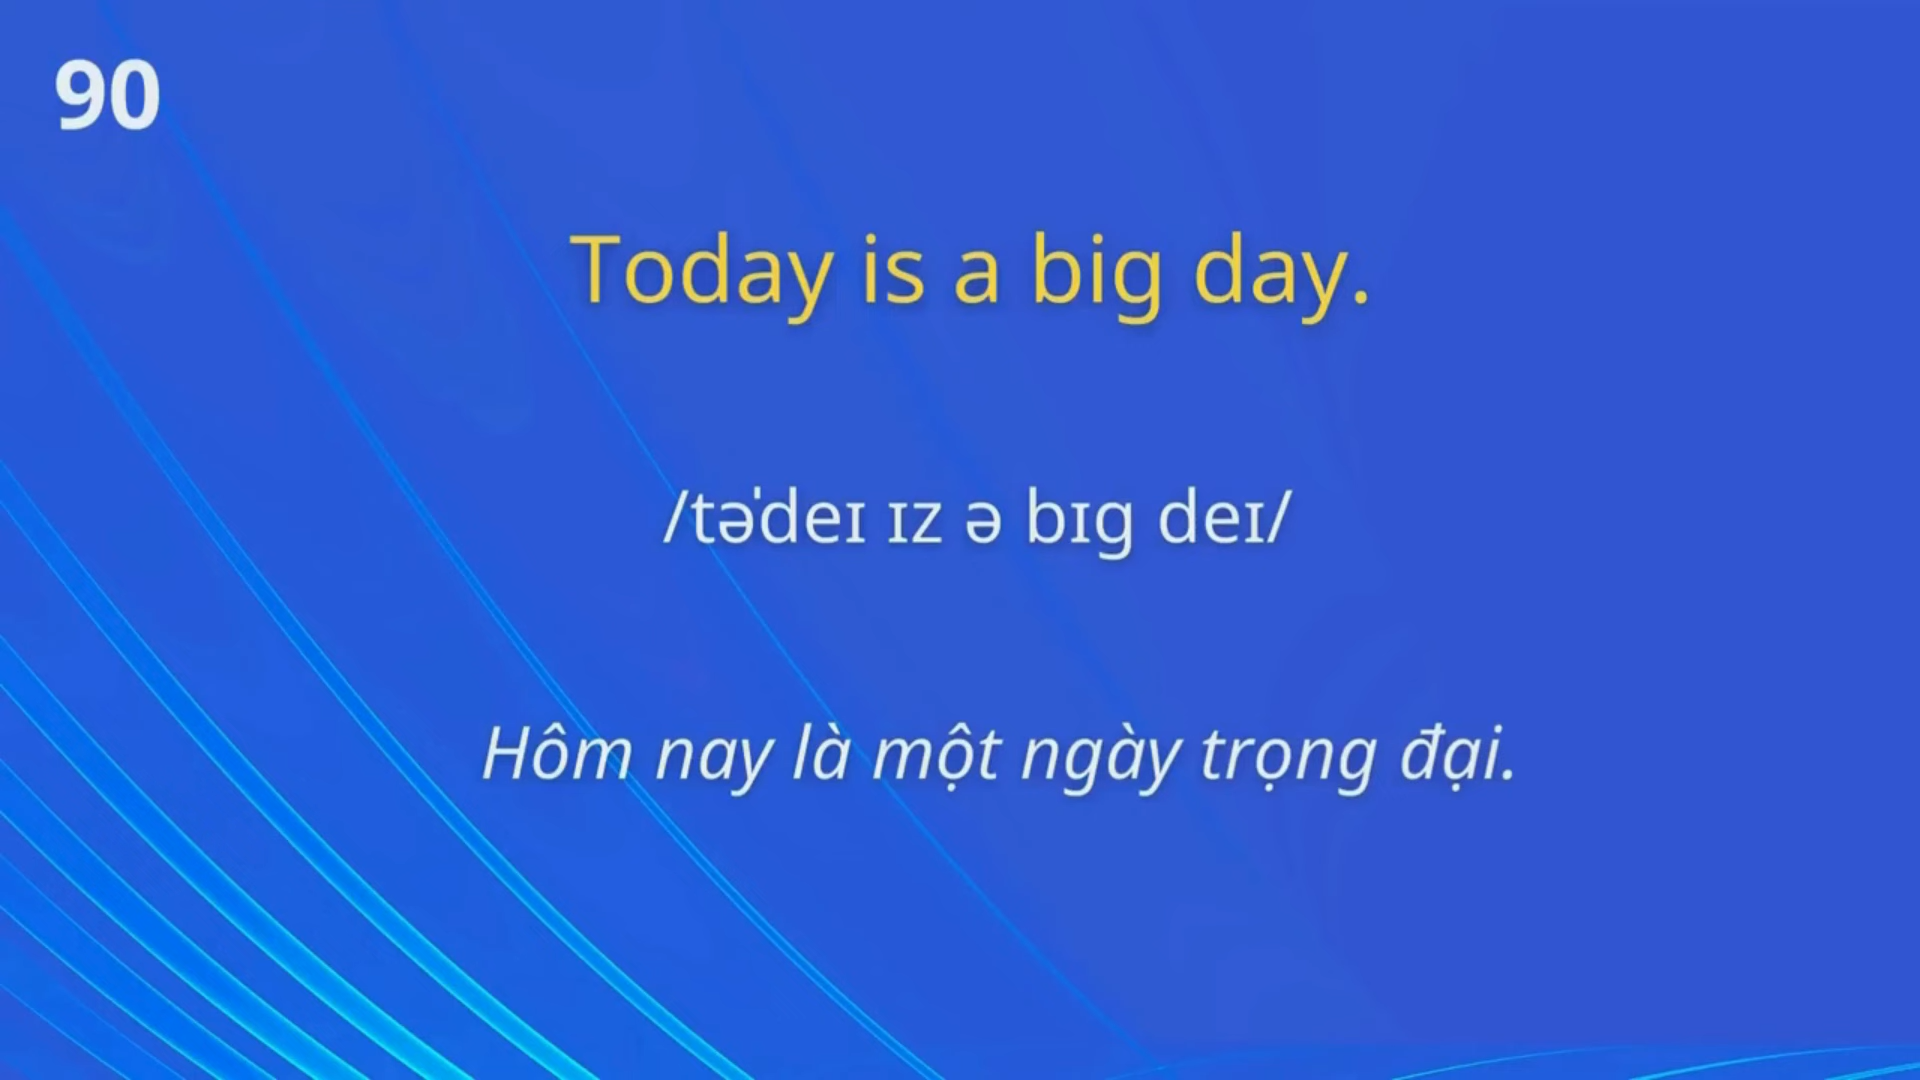 90
Today is a big day.
/təˈdeɪ ɪz ə bɪg deɪ/
Hôm nay là một ngày trọng đại.